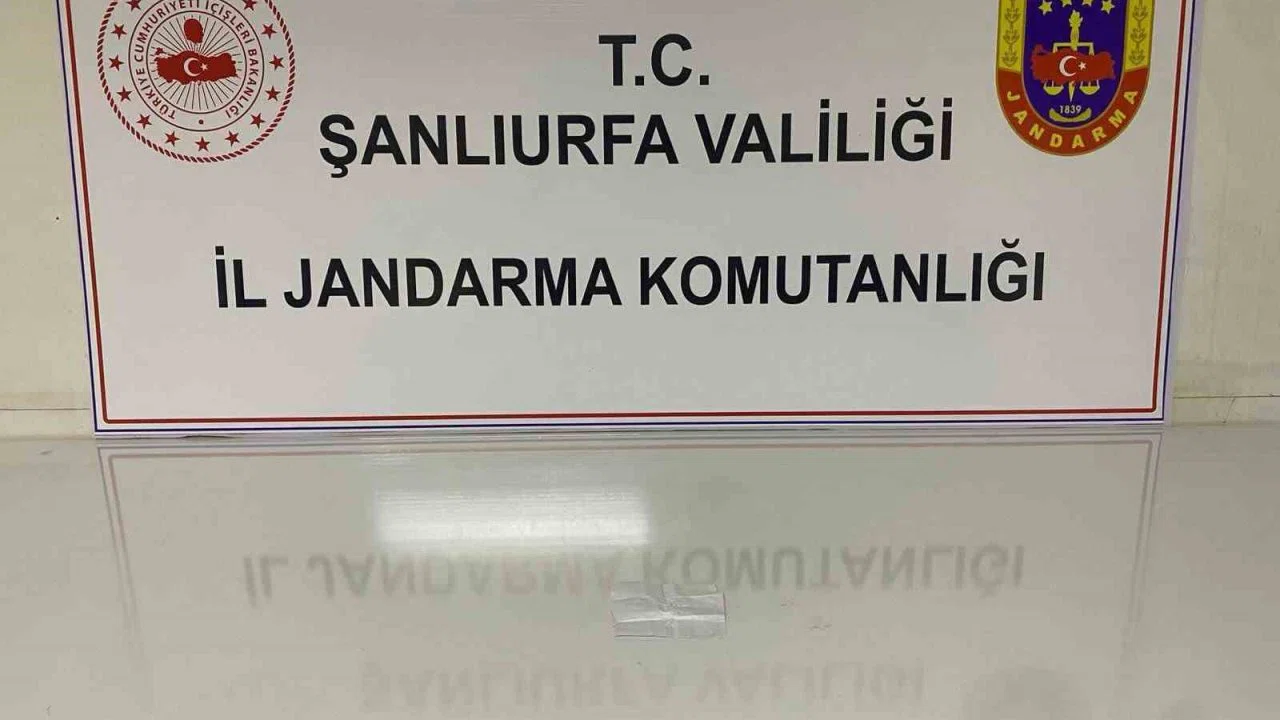 TÜRKİYE CUMHURİYETİ İÇİŞLERİ BAKANLIĞI
T.C.
1839
JANDARMA
ŞANLIURFA VALİLİĞİ
İL JANDARMA KOMUTANLIĞI